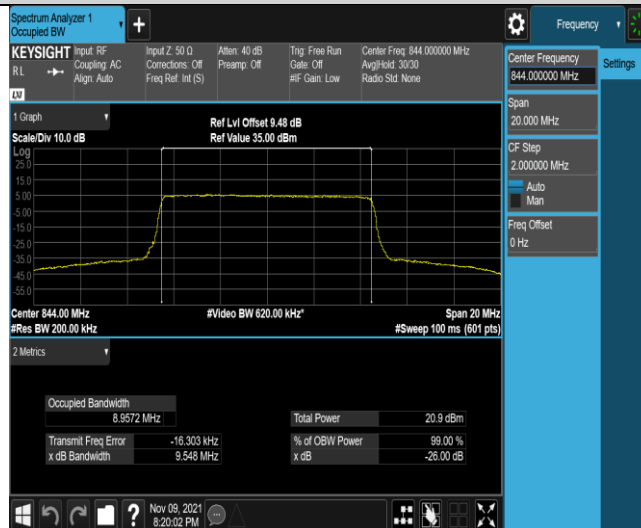 Spectrum Analyzer 1
Occupied BW
Frequency
KEYSIGHT
R L
LXI
Input: RF
Coupling: AC
Align: Auto
Input Z: 50 Ω
Corrections: Off
Freq Ref: Int (S)
Atten: 40 dB
Preamp: Off
Trig: Free Run
Gate: Off
#IF Gain: Low
Center Freq: 844.000000 MHz
Avg|Hold: 30/30
Radio Std: None
Center Frequency
844.000000 MHz
Settings
Span
20.000 MHz
CF Step
2.000000 MHz
Auto
Man
Freq Offset
0 Hz
1 Graph
Scale/Div 10.0 dB
Ref Lvl Offset 9.48 dB
Ref Value 35.00 dBm
Log
25.0
15.0
5.00
-5.00
-15.0
-25.0
-35.0
-45.0
-55.0
Center 844.00 MHz
#Video BW 620.00 kHz*
Span 20 MHz
#Res BW 200.00 kHz
#Sweep 100 ms (601 pts)
2 Metrics
Occupied Bandwidth
8.9572 MHz
Total Power 20.9 dBm
Transmit Freq Error -16.303 kHz
% of OBW Power 99.00 %
x dB Bandwidth 9.548 MHz
x dB -26.00 dB
?
Nov 09, 2021
8:20:02 PM